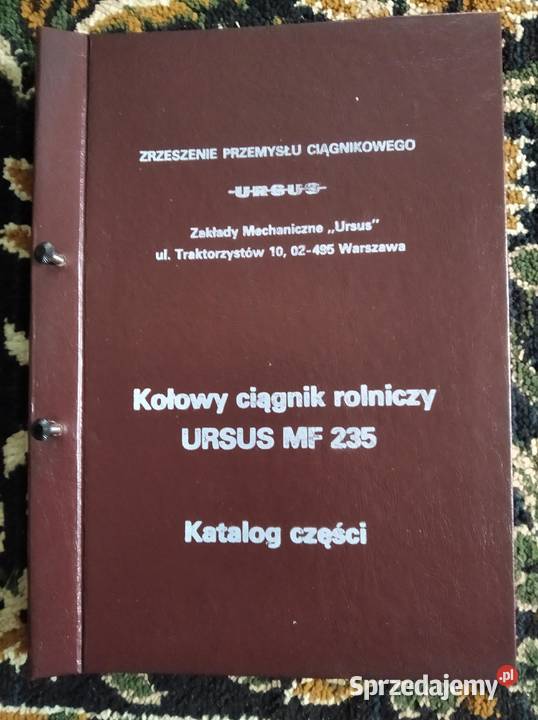 ZRZESZENIE PRZEMYSŁU CIĄGNIKOWEGO
URSUS
Zakłady Mechaniczne „Ursus”
ul. Traktorzystów 10, 02-495 Warszawa
Kołowy ciągnik rolniczy
URSUS MF 235
Katalog części
Sprzedajemy.pl